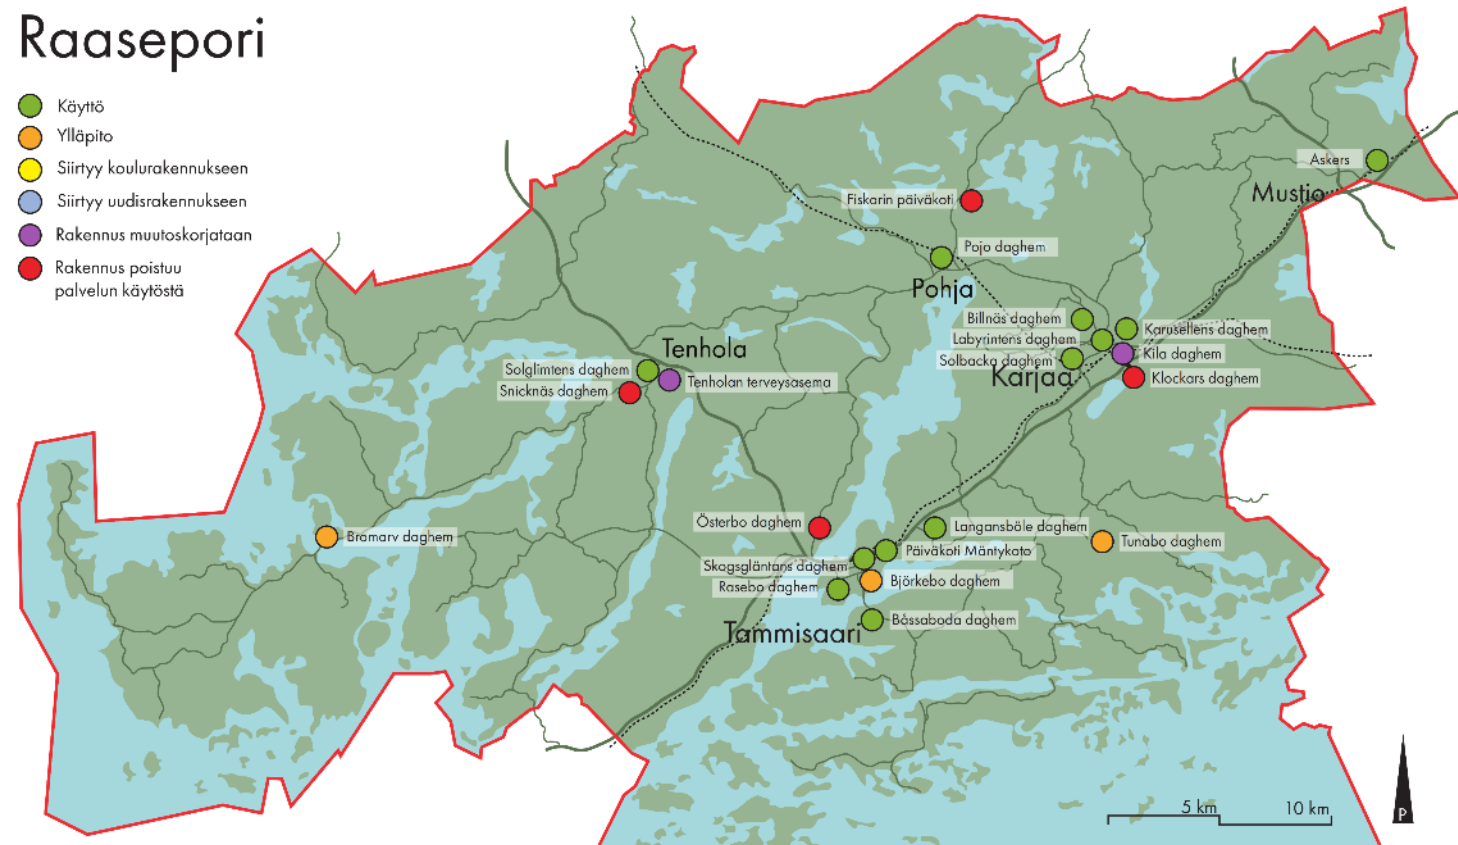 Raasepori
Käyttö
Ylläpito
Siirtyy koulurakennukseen
Siirtyy uudisrakennukseen
Rakennus muutoskorjataan
Rakennus poistuu
palvelun käytöstä
Askers
Mustio
Fiskarin päiväkoti
Pojo daghem
Pohja
Billnäs daghem
Karusellens daghem
Labyrintens daghem
Kila daghem
Solbacka daghem
Karjaa
Klockars daghem
Tenhola
Solglimtens daghem
Tenholan terveysasema
Snicknäs daghem
Österbo daghem
Langansböle daghem
Bramarv daghem
Tunabo daghem
Päiväkoti Mäntykoto
Skogsgläntans daghem
Björkebo daghem
Rasebo daghem
Båssaboda daghem
Tammisaari
5 km
10 km
P